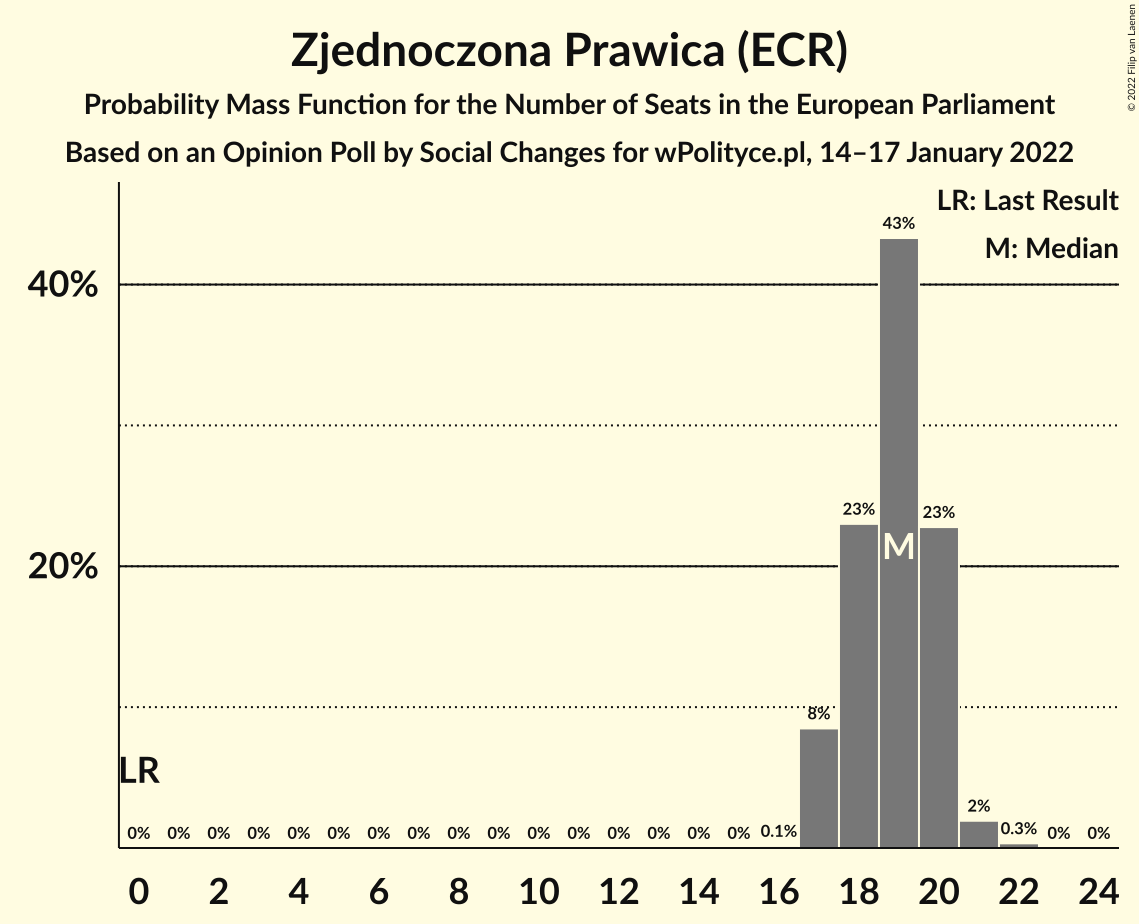 Zjednoczona Prawica (ECR)
Probability Mass Function for the Number of Seats in the European Parliament
Based on an Opinion Poll by Social Changes for wPolityce.pl, 14–17 January 2022
© 2022 Filip van Laenen
LR: Last Result
M: Median
43%
40%
23%
23%
M
20%
8%
LR
2%
0% 0% 0% 0% 0% 0% 0% 0% 0% 0% 0% 0% 0% 0% 0% 0% 0.1% 0.3% 0% 0%
0 2 4 6 8 10 12 14 16 18 20 22 24